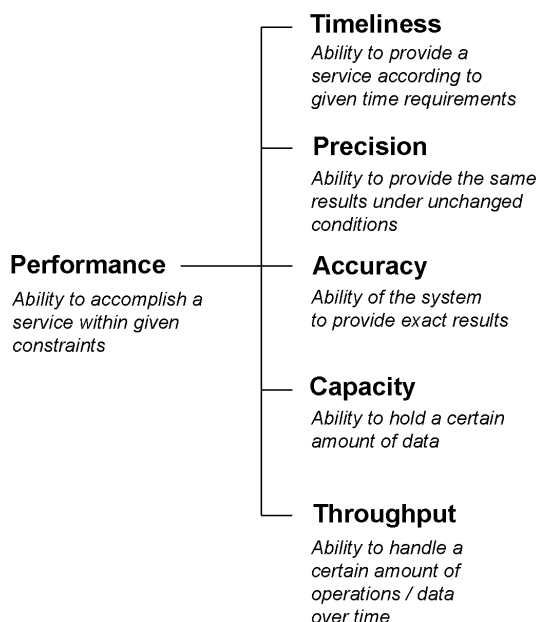 Timeliness
Ability to provide a
service according to
given time requirements
Precision
Ability to provide the same
results under unchanged
conditions
Performance
Ability to accomplish a
service within given
constraints
Accuracy
Ability of the system
to provide exact results
Capacity
Ability to hold a certain
amount of data
Throughput
Ability to handle a
certain amount of
operations / data
over time